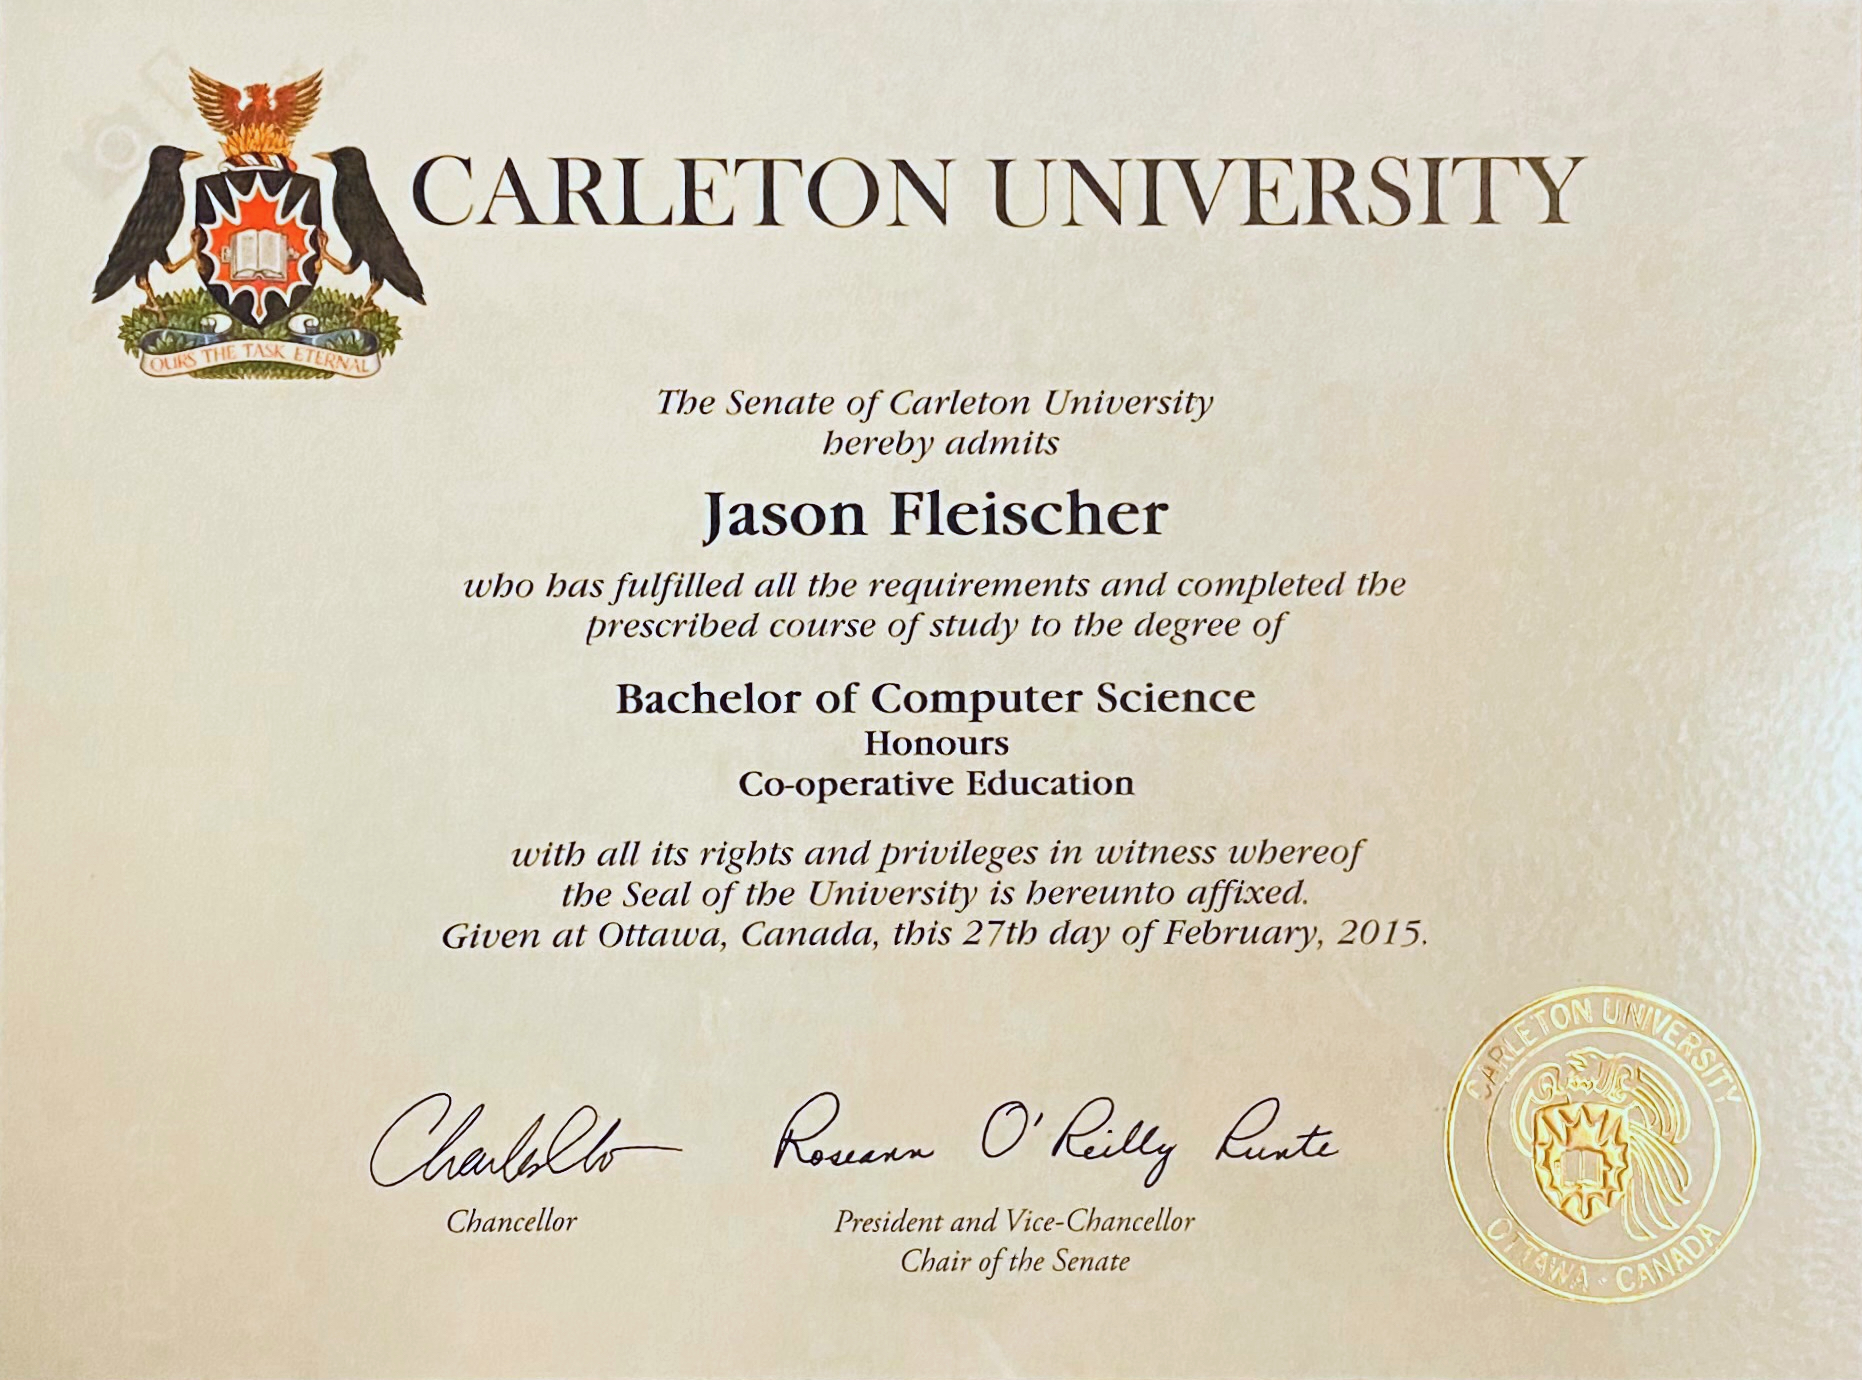 CARLETON UNIVERSITY
OURS THE TASK ETERNAL
The Senate of Carleton University
hereby admits
Jason Fleischer
who has fulfilled all the requirements and completed the
prescribed course of study to the degree of
Bachelor of Computer Science
Honours
Co-operative Education
with all its rights and privileges in witness whereof
the Seal of the University is hereunto affixed.
Given at Ottawa, Canada, this 27th day of February, 2015.
Roseann O'Reilly Runte
Chancellor
President and Vice-Chancellor
Chair of the Senate
CARLETON UNIVERSITY
OTTAWA · CANADA